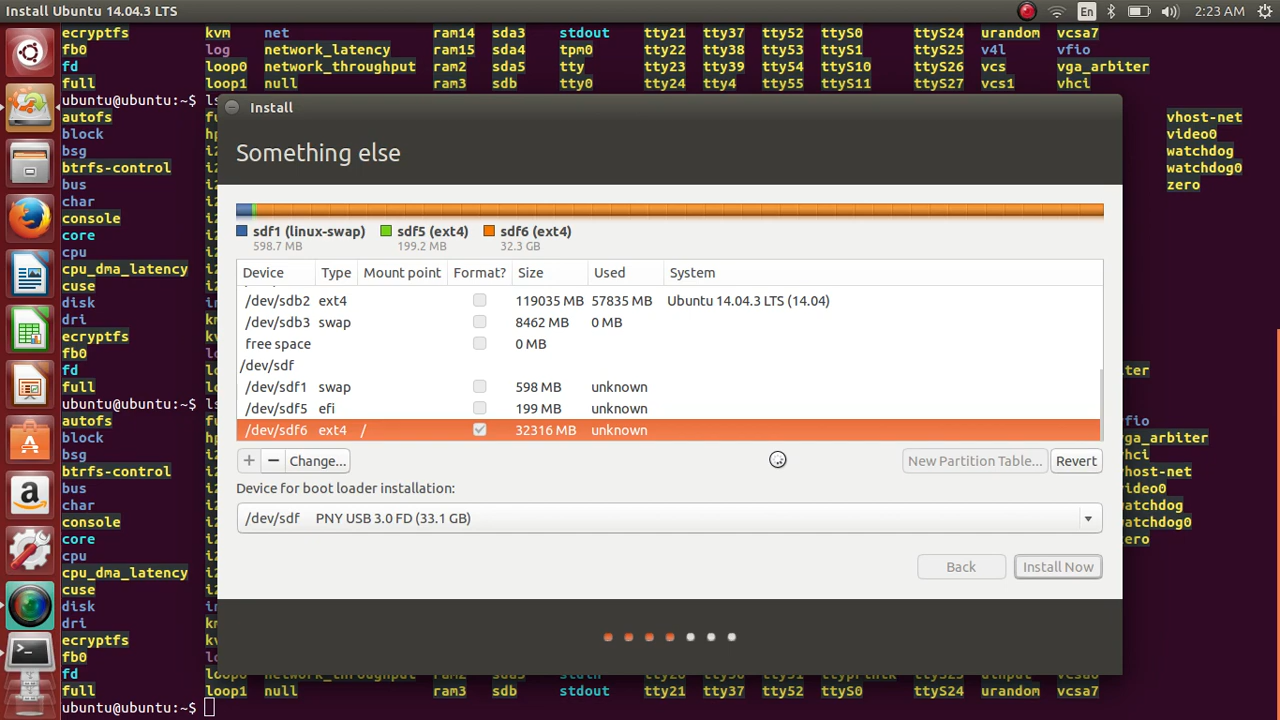 Install Ubuntu 14.04.3 LTS En 2:23 AM
ecryptfs kvm net ram14 sda3 stdout tty21 tty37 tty52 ttyS0 ttyS24 urandom vcsa7
fb0 log network_latency ram15 sda4 tpm0 tty22 tty38 tty53 ttyS1 ttyS25 v4l vfio
fd loop0 network_throughput ram2 sda5 tty tty23 tty39 tty54 ttyS10 ttyS26 vcs vga_arbiter
full loop1 null ram3 sdb tty0 tty24 tty4 tty55 ttyS11 ttyS27 vcs1 vhci
ubuntu@ubuntu:~$ ls
autofs vhost-net
block video0
bsg watchdog
btrfs-control watchdog0
bus zero
char
console
core
cpu
cpu_dma_latency
cuse
disk
dri
ecryptfs
fb0
fd
full
ubuntu@ubuntu:~$ ls
autofs
block
bsg
btrfs-control
bus
char
console
core
cpu
cpu_dma_latency
cuse
disk
dri
ecryptfs
fb0
fd
full loop1 null ram3 sdb stdout tty20 tty37 tty52 ttyS0 ttyS24 urandom vcsa7
ubuntu@ubuntu:~$
Install
Something else
sdf1 (linux-swap) sdf5 (ext4) sdf6 (ext4)
598.7 MB 199.2 MB 32.3 GB
Device Type Mount point Format? Size Used System
/dev/sdb2 ext4 119035 MB 57835 MB Ubuntu 14.04.3 LTS (14.04)
/dev/sdb3 swap 8462 MB 0 MB
free space 0 MB
/dev/sdf
/dev/sdf1 swap 598 MB unknown
/dev/sdf5 efi 199 MB unknown
/dev/sdf6 ext4 / 32316 MB unknown
+ − Change... New Partition Table... Revert
Device for boot loader installation:
/dev/sdf PNY USB 3.0 FD (33.1 GB)
Back Install Now